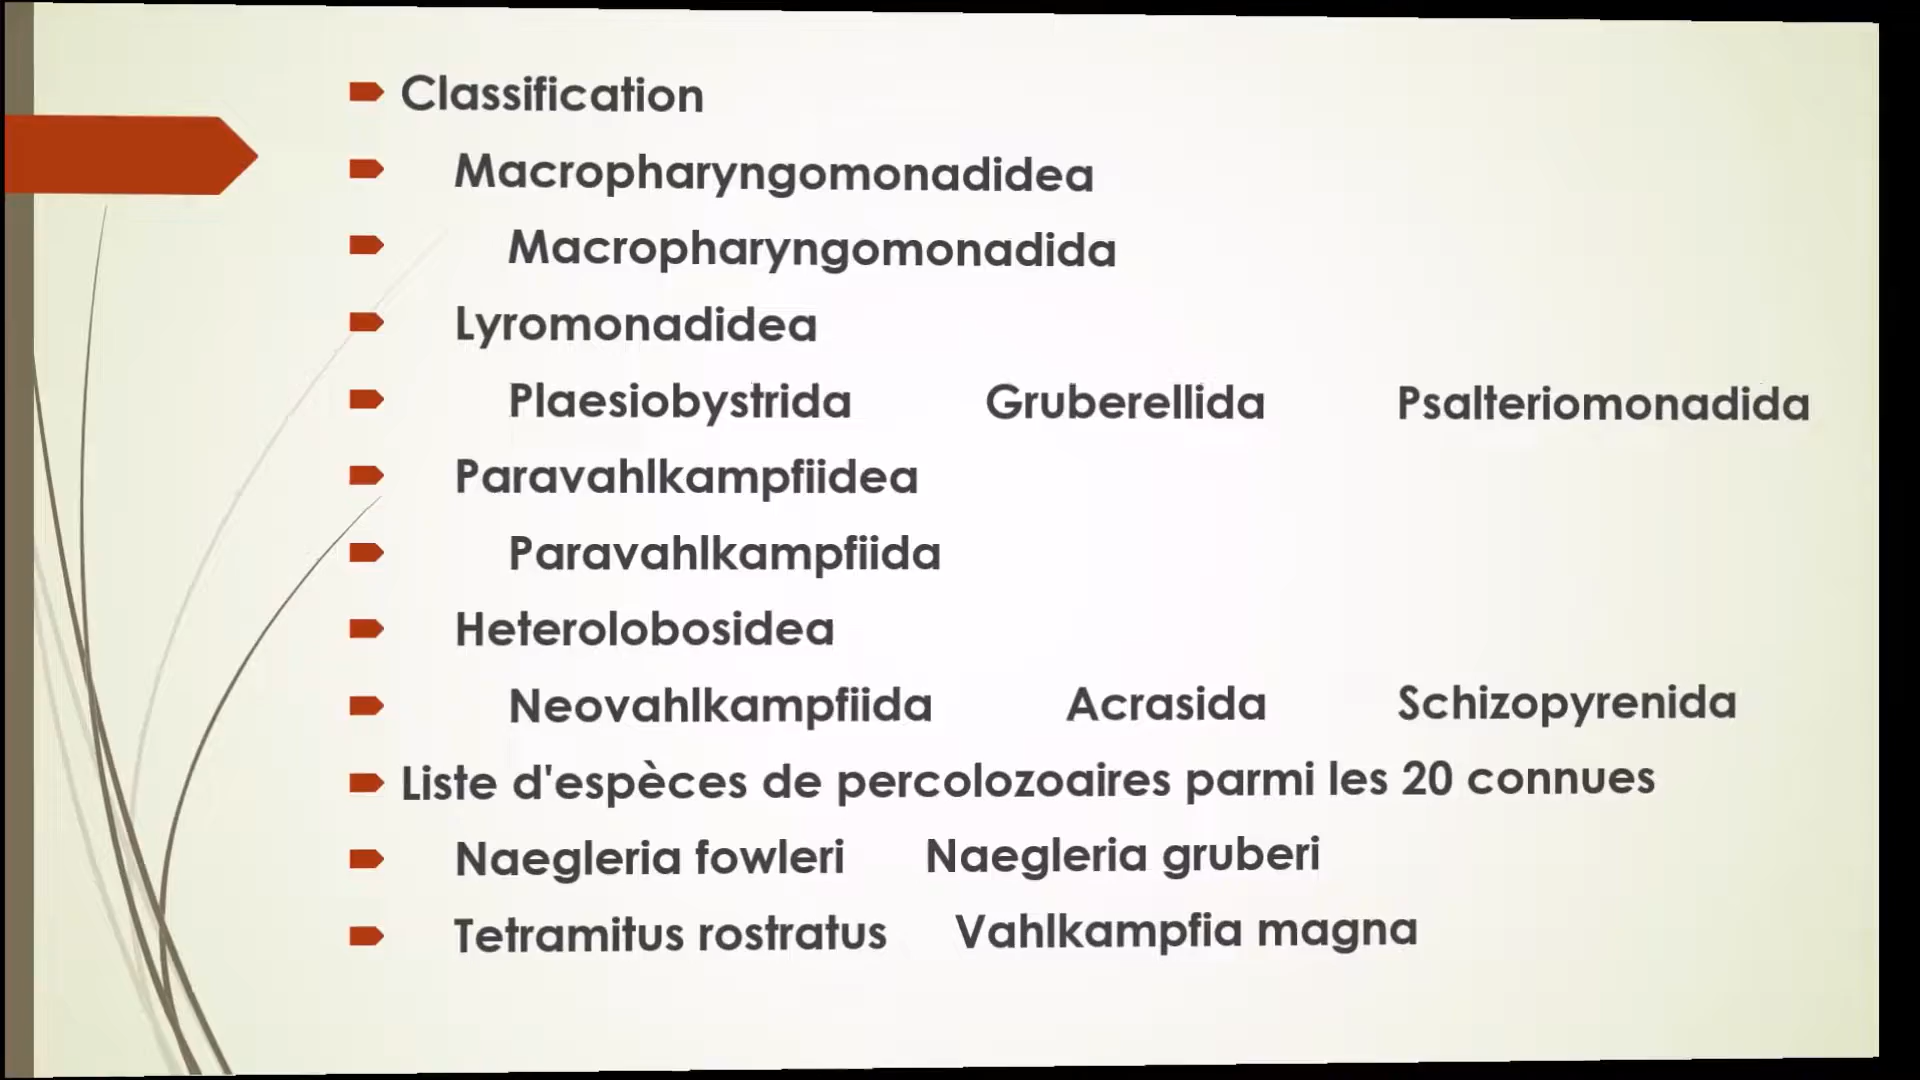 Classification
Macropharyngomonadidea
Macropharyngomonadida
Lyromonadidea
Plaesiobystrida Gruberellida Psalteriomonadida
Paravahlkampfiidea
Paravahlkampfiida
Heterolobosidea
Neovahlkampfiida Acrasida Schizopyrenida
Liste d'espèces de percolozoaires parmi les 20 connues
Naegleria fowleri Naegleria gruberi
Tetramitus rostratus Vahlkampfia magna